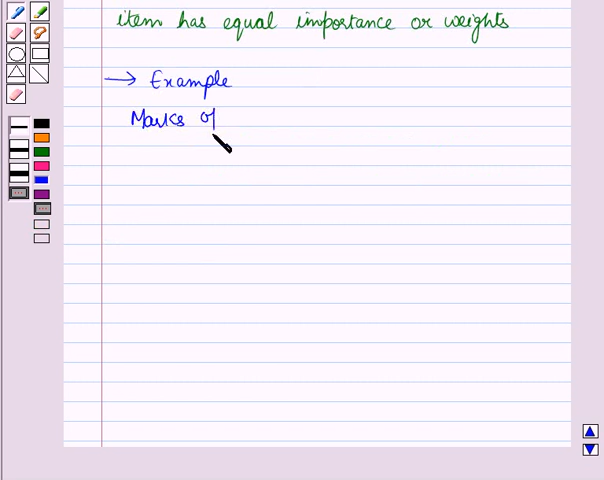 item has equal importance or weights
→ Example
Marks of